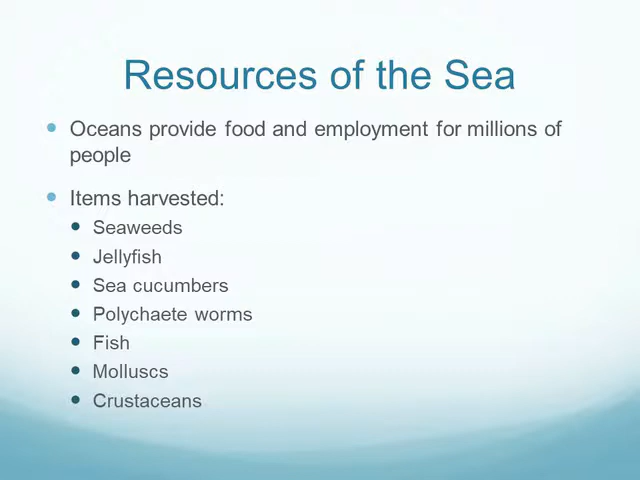 Resources of the Sea
Oceans provide food and employment for millions of
people
Items harvested:
Seaweeds
Jellyfish
Sea cucumbers
Polychaete worms
Fish
Molluscs
Crustaceans